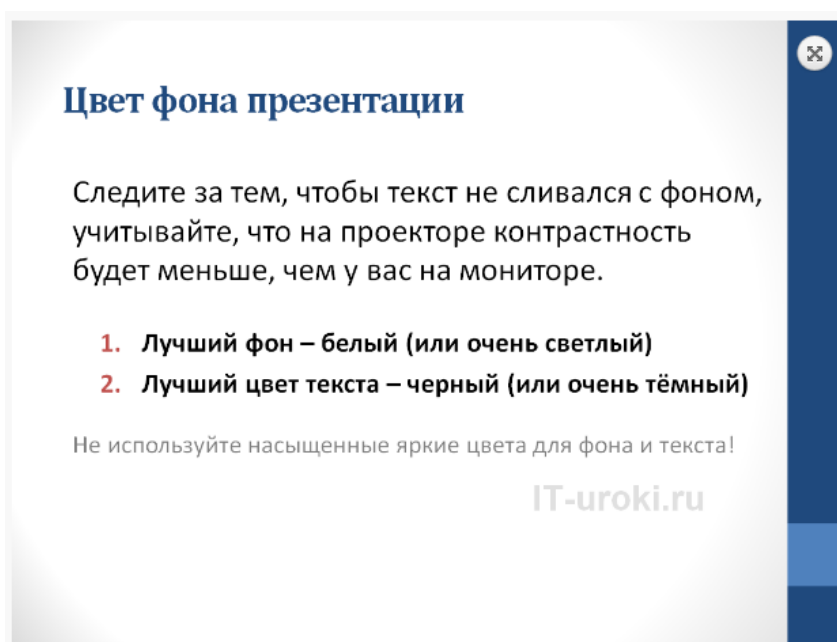 Цвет фона презентации
Следите за тем, чтобы текст не сливался с фоном,
учитывайте, что на проекторе контрастность
будет меньше, чем у вас на мониторе.
1. Лучший фон – белый (или очень светлый)
2. Лучший цвет текста – черный (или очень тёмный)
Не используйте насыщенные яркие цвета для фона и текста!
IT-uroki.ru